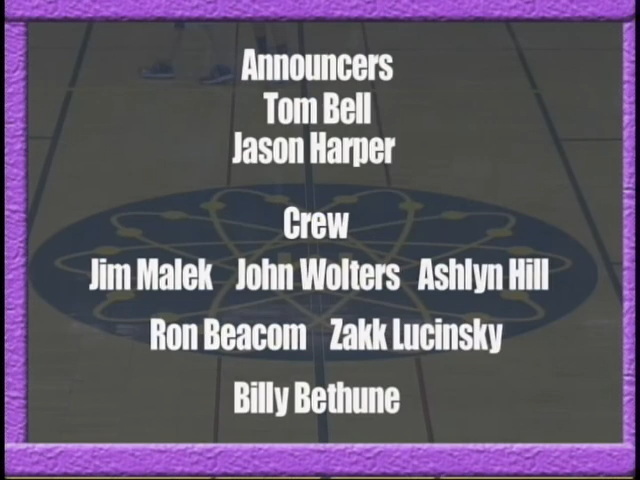 Announcers
Tom Bell
Jason Harper
Crew
Jim Malek John Wolters Ashlyn Hill
Ron Beacom Zakk Lucinsky
Billy Bethune